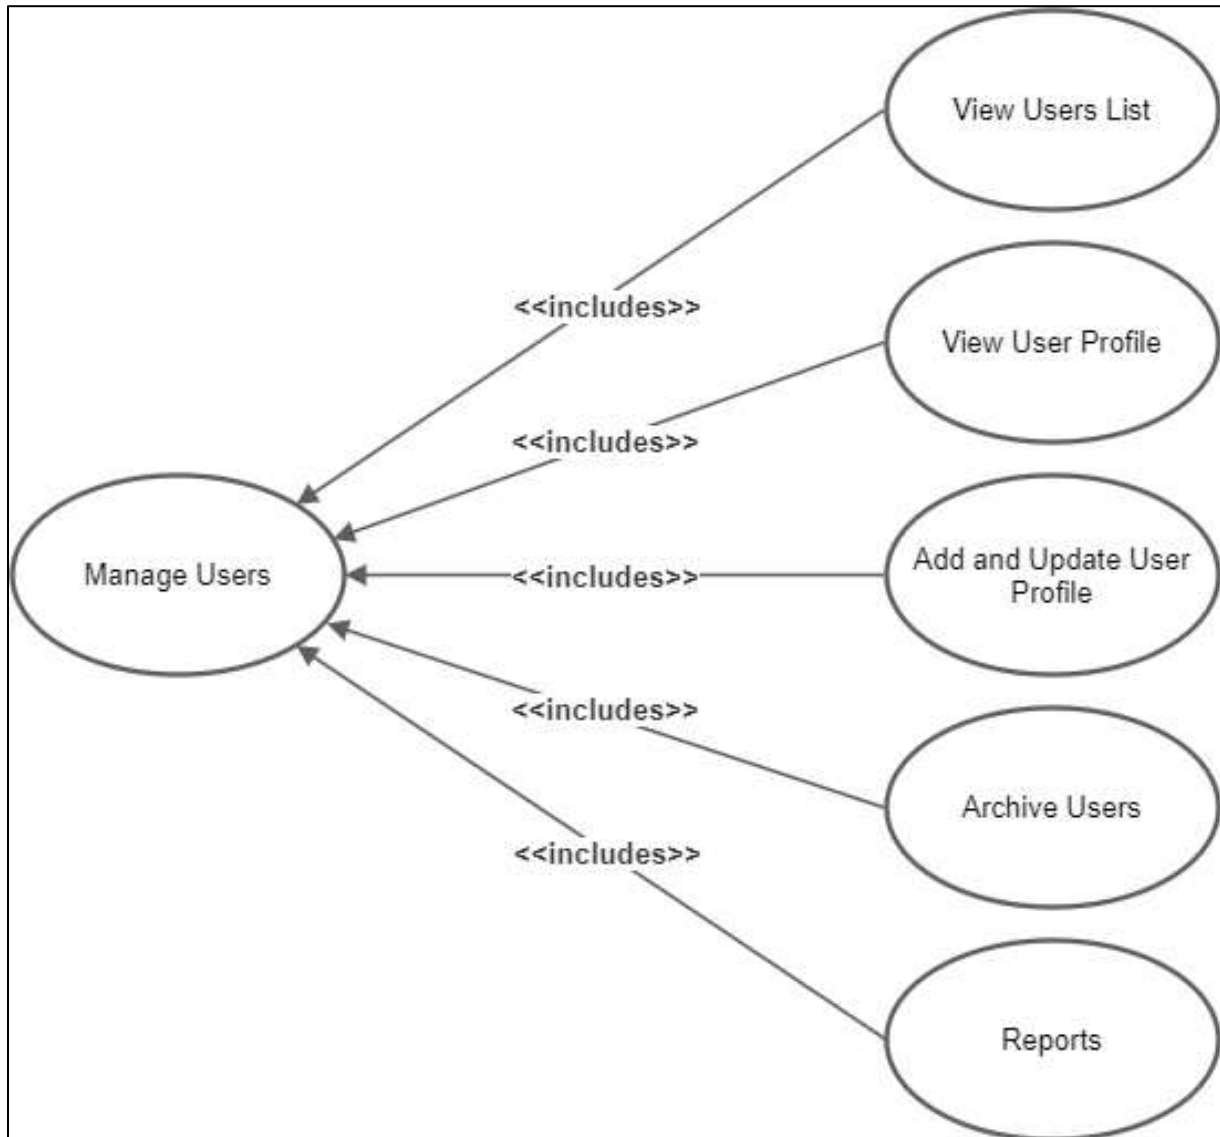 View Users List
<<includes>>
View User Profile
<<includes>>
Manage Users
<<includes>>
Add and Update User
Profile
<<includes>>
Archive Users
<<includes>>
Reports